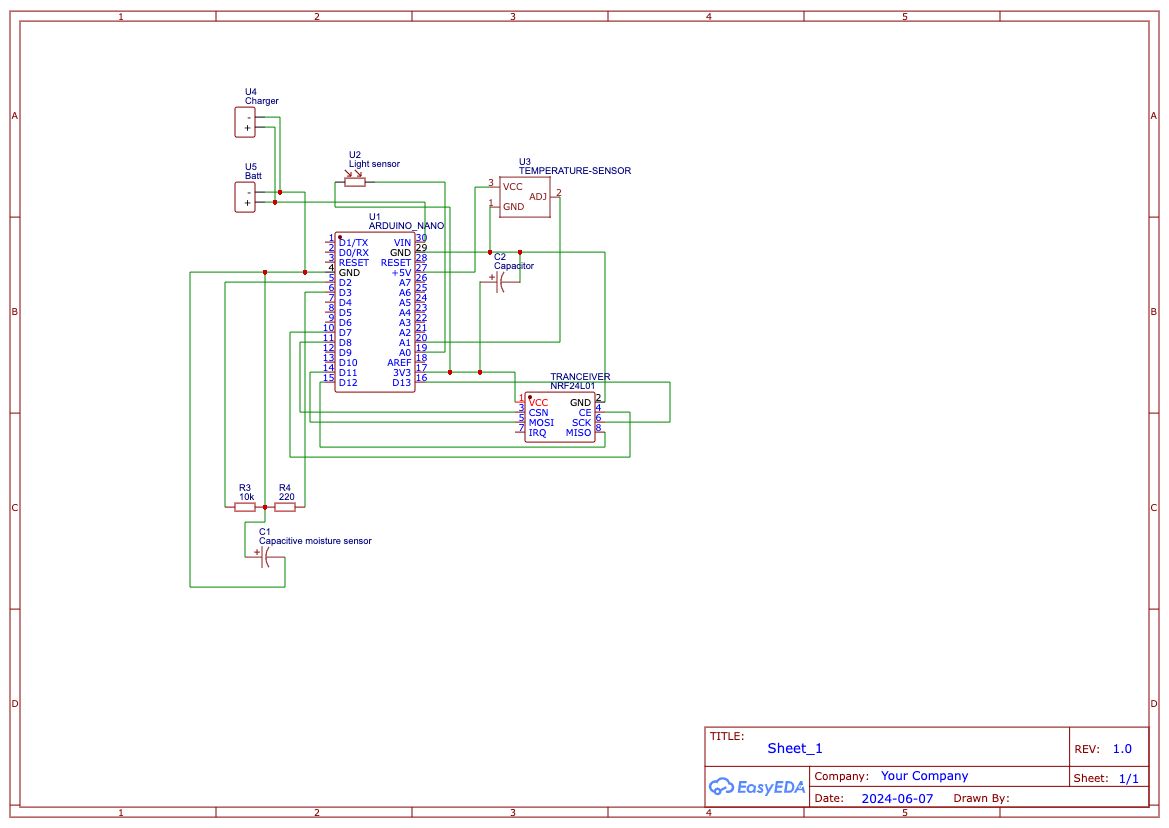 1 2 3 4 5
A A
B B
C C
D D
U4
Charger
-
+
U5
Batt
-
+
U2
Light sensor
U3
TEMPERATURE-SENSOR
3 VCC
ADJ 2
1 GND
U1
ARDUINO_NANO
1 D1/TX VIN 30
2 D0/RX GND 29
3 RESET RESET 28
4 GND +5V 27
5 D2 A7 26
6 D3 A6 25
7 D4 A5 24
8 D5 A4 23
9 D6 A3 22
10 D7 A2 21
11 D8 A1 20
12 D9 A0 19
13 D10 AREF 18
14 D11 3V3 17
15 D12 D13 16
C2
Capacitor
+
TRANCEIVER
NRF24L01
1 VCC GND 2
3 CSN CE 4
5 MOSI SCK 6
7 IRQ MISO 8
R3
10k
R4
220
C1
Capacitive moisture sensor
+
TITLE:
Sheet_1
REV: 1.0
EasyEDA
Company: Your Company
Sheet: 1/1
Date: 2024-06-07 Drawn By:
1 2 3 4 5